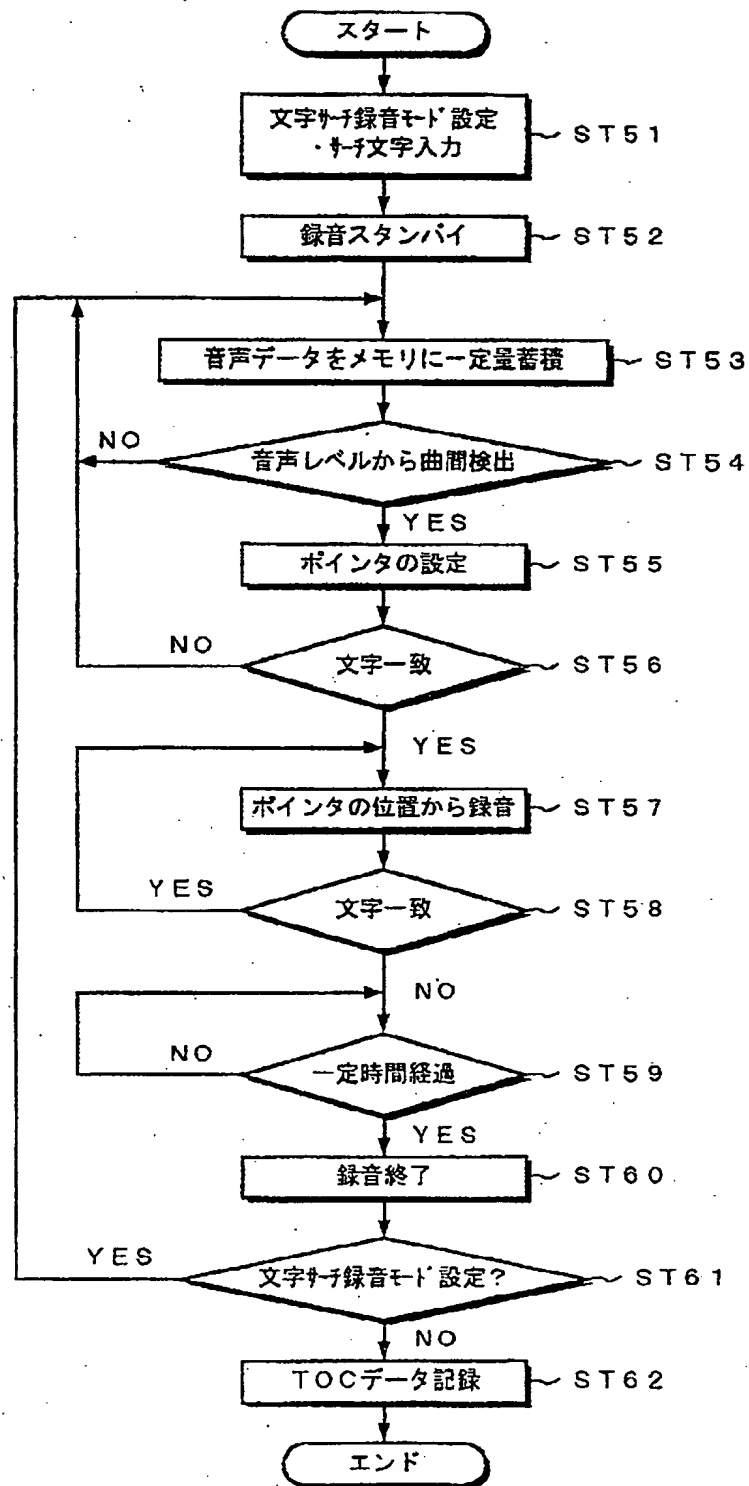 スタート
文字サーチ録音モード設定
・サーチ文字入力
ST51
録音スタンバイ
ST52
音声データをメモリに一定量蓄積
ST53
NO
音声レベルから曲間検出
ST54
YES
ポインタの設定
ST55
NO
文字一致
ST56
YES
ポインタの位置から録音
ST57
YES
文字一致
ST58
NO
NO
一定時間経過
ST59
YES
録音終了
ST60
YES
文字サーチ録音モード設定?
ST61
NO
TOCデータ記録
ST62
エンド